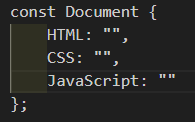 const Document {
    HTML: "",
    CSS: "",
    JavaScript: ""
};